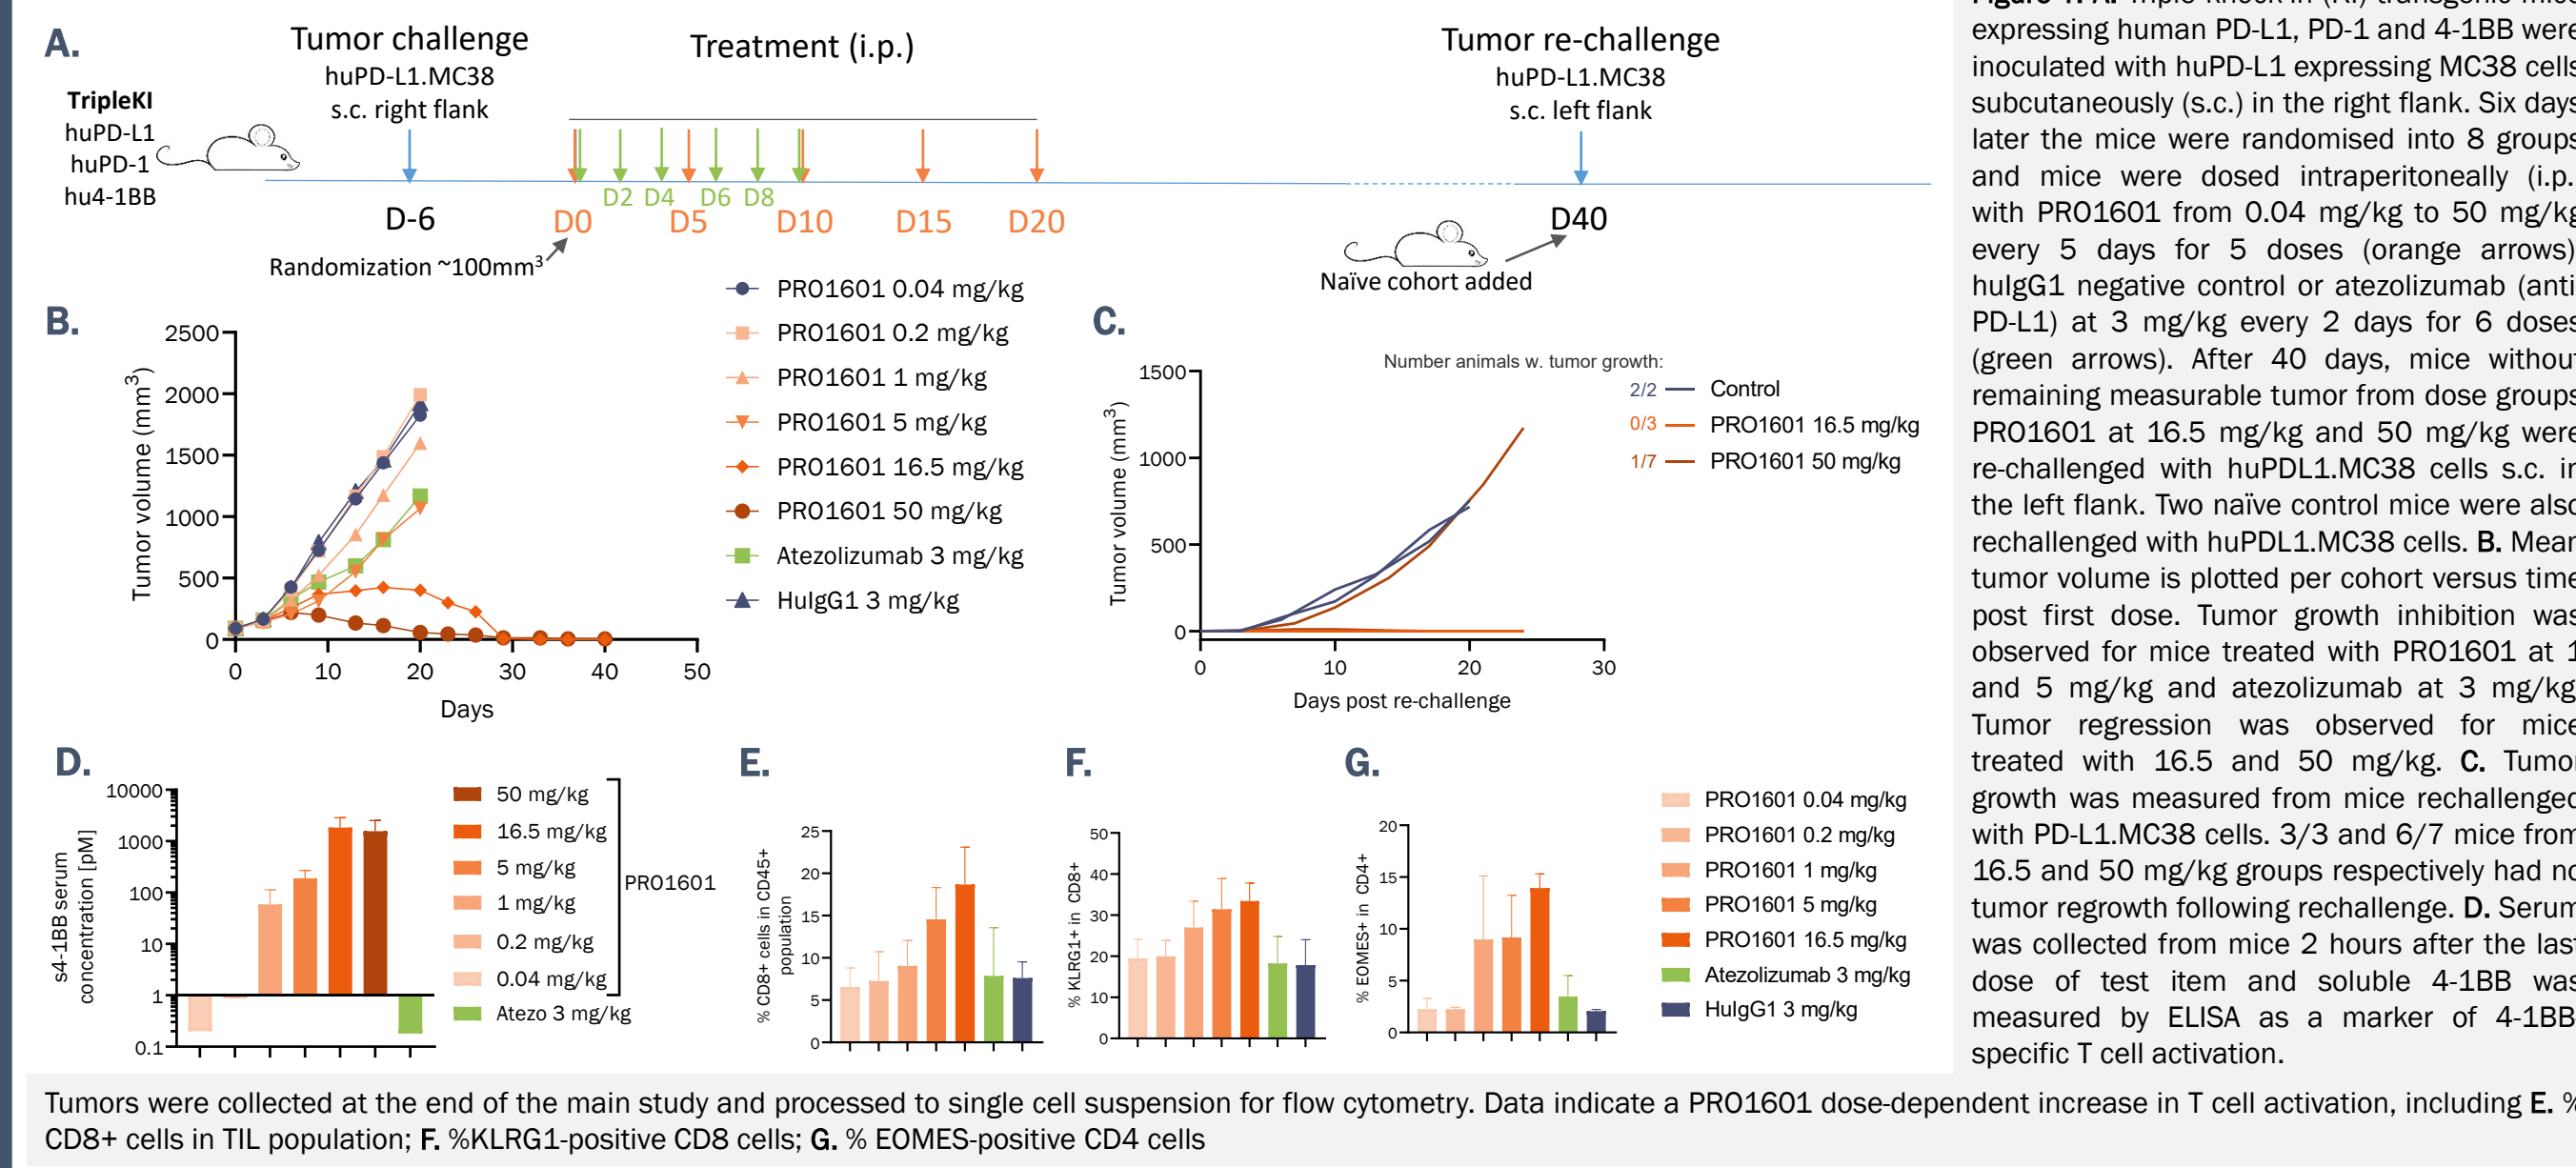 A.
Tumor challenge
huPD-L1.MC38
s.c. right flank
Treatment (i.p.)
Tumor re-challenge
huPD-L1.MC38
s.c. left flank
TripleKI
huPD-L1
huPD-1
hu4-1BB
D2 D4 D6 D8
D-6
D0 D5 D10 D15 D20
D40
Randomization ~100mm³
Naïve cohort added
B.
Tumor volume (mm³)
2500
2000
1500
1000
500
0
0 10 20 30 40 50
Days
PRO1601 0.04 mg/kg
PRO1601 0.2 mg/kg
PRO1601 1 mg/kg
PRO1601 5 mg/kg
PRO1601 16.5 mg/kg
PRO1601 50 mg/kg
Atezolizumab 3 mg/kg
HuIgG1 3 mg/kg
C.
Number animals w. tumor growth:
2/2 Control
0/3 PRO1601 16.5 mg/kg
1/7 PRO1601 50 mg/kg
Tumor volume (mm³)
1500
1000
500
0
0 10 20 30
Days post re-challenge
D.
s4-1BB serum
concentration [pM]
10000
1000
100
10
1
0.1
50 mg/kg
16.5 mg/kg
5 mg/kg
1 mg/kg
0.2 mg/kg
0.04 mg/kg
Atezo 3 mg/kg
PRO1601
E.
% CD8+ cells in CD45+
population
25
20
15
10
5
0
F.
% KLRG1+ in CD8+
50
40
30
20
10
0
G.
% EOMES+ in CD4+
20
15
10
5
0
PRO1601 0.04 mg/kg
PRO1601 0.2 mg/kg
PRO1601 1 mg/kg
PRO1601 5 mg/kg
PRO1601 16.5 mg/kg
Atezolizumab 3 mg/kg
HuIgG1 3 mg/kg
expressing human PD-L1, PD-1 and 4-1BB were
inoculated with huPD-L1 expressing MC38 cells
subcutaneously (s.c.) in the right flank. Six days
later the mice were randomised into 8 groups
and mice were dosed intraperitoneally (i.p.
with PRO1601 from 0.04 mg/kg to 50 mg/kg
every 5 days for 5 doses (orange arrows)
huIgG1 negative control or atezolizumab (anti
PD-L1) at 3 mg/kg every 2 days for 6 doses
(green arrows). After 40 days, mice without
remaining measurable tumor from dose groups
PRO1601 at 16.5 mg/kg and 50 mg/kg were
re-challenged with huPDL1.MC38 cells s.c. in
the left flank. Two naïve control mice were also
rechallenged with huPDL1.MC38 cells. B. Mean
tumor volume is plotted per cohort versus time
post first dose. Tumor growth inhibition was
observed for mice treated with PRO1601 at 1
and 5 mg/kg and atezolizumab at 3 mg/kg
Tumor regression was observed for mice
treated with 16.5 and 50 mg/kg. C. Tumor
growth was measured from mice rechallenged
with PD-L1.MC38 cells. 3/3 and 6/7 mice from
16.5 and 50 mg/kg groups respectively had no
tumor regrowth following rechallenge. D. Serum
was collected from mice 2 hours after the last
dose of test item and soluble 4-1BB was
measured by ELISA as a marker of 4-1BB
specific T cell activation.
Tumors were collected at the end of the main study and processed to single cell suspension for flow cytometry. Data indicate a PRO1601 dose-dependent increase in T cell activation, including E. %
CD8+ cells in TIL population; F. %KLRG1-positive CD8 cells; G. % EOMES-positive CD4 cells